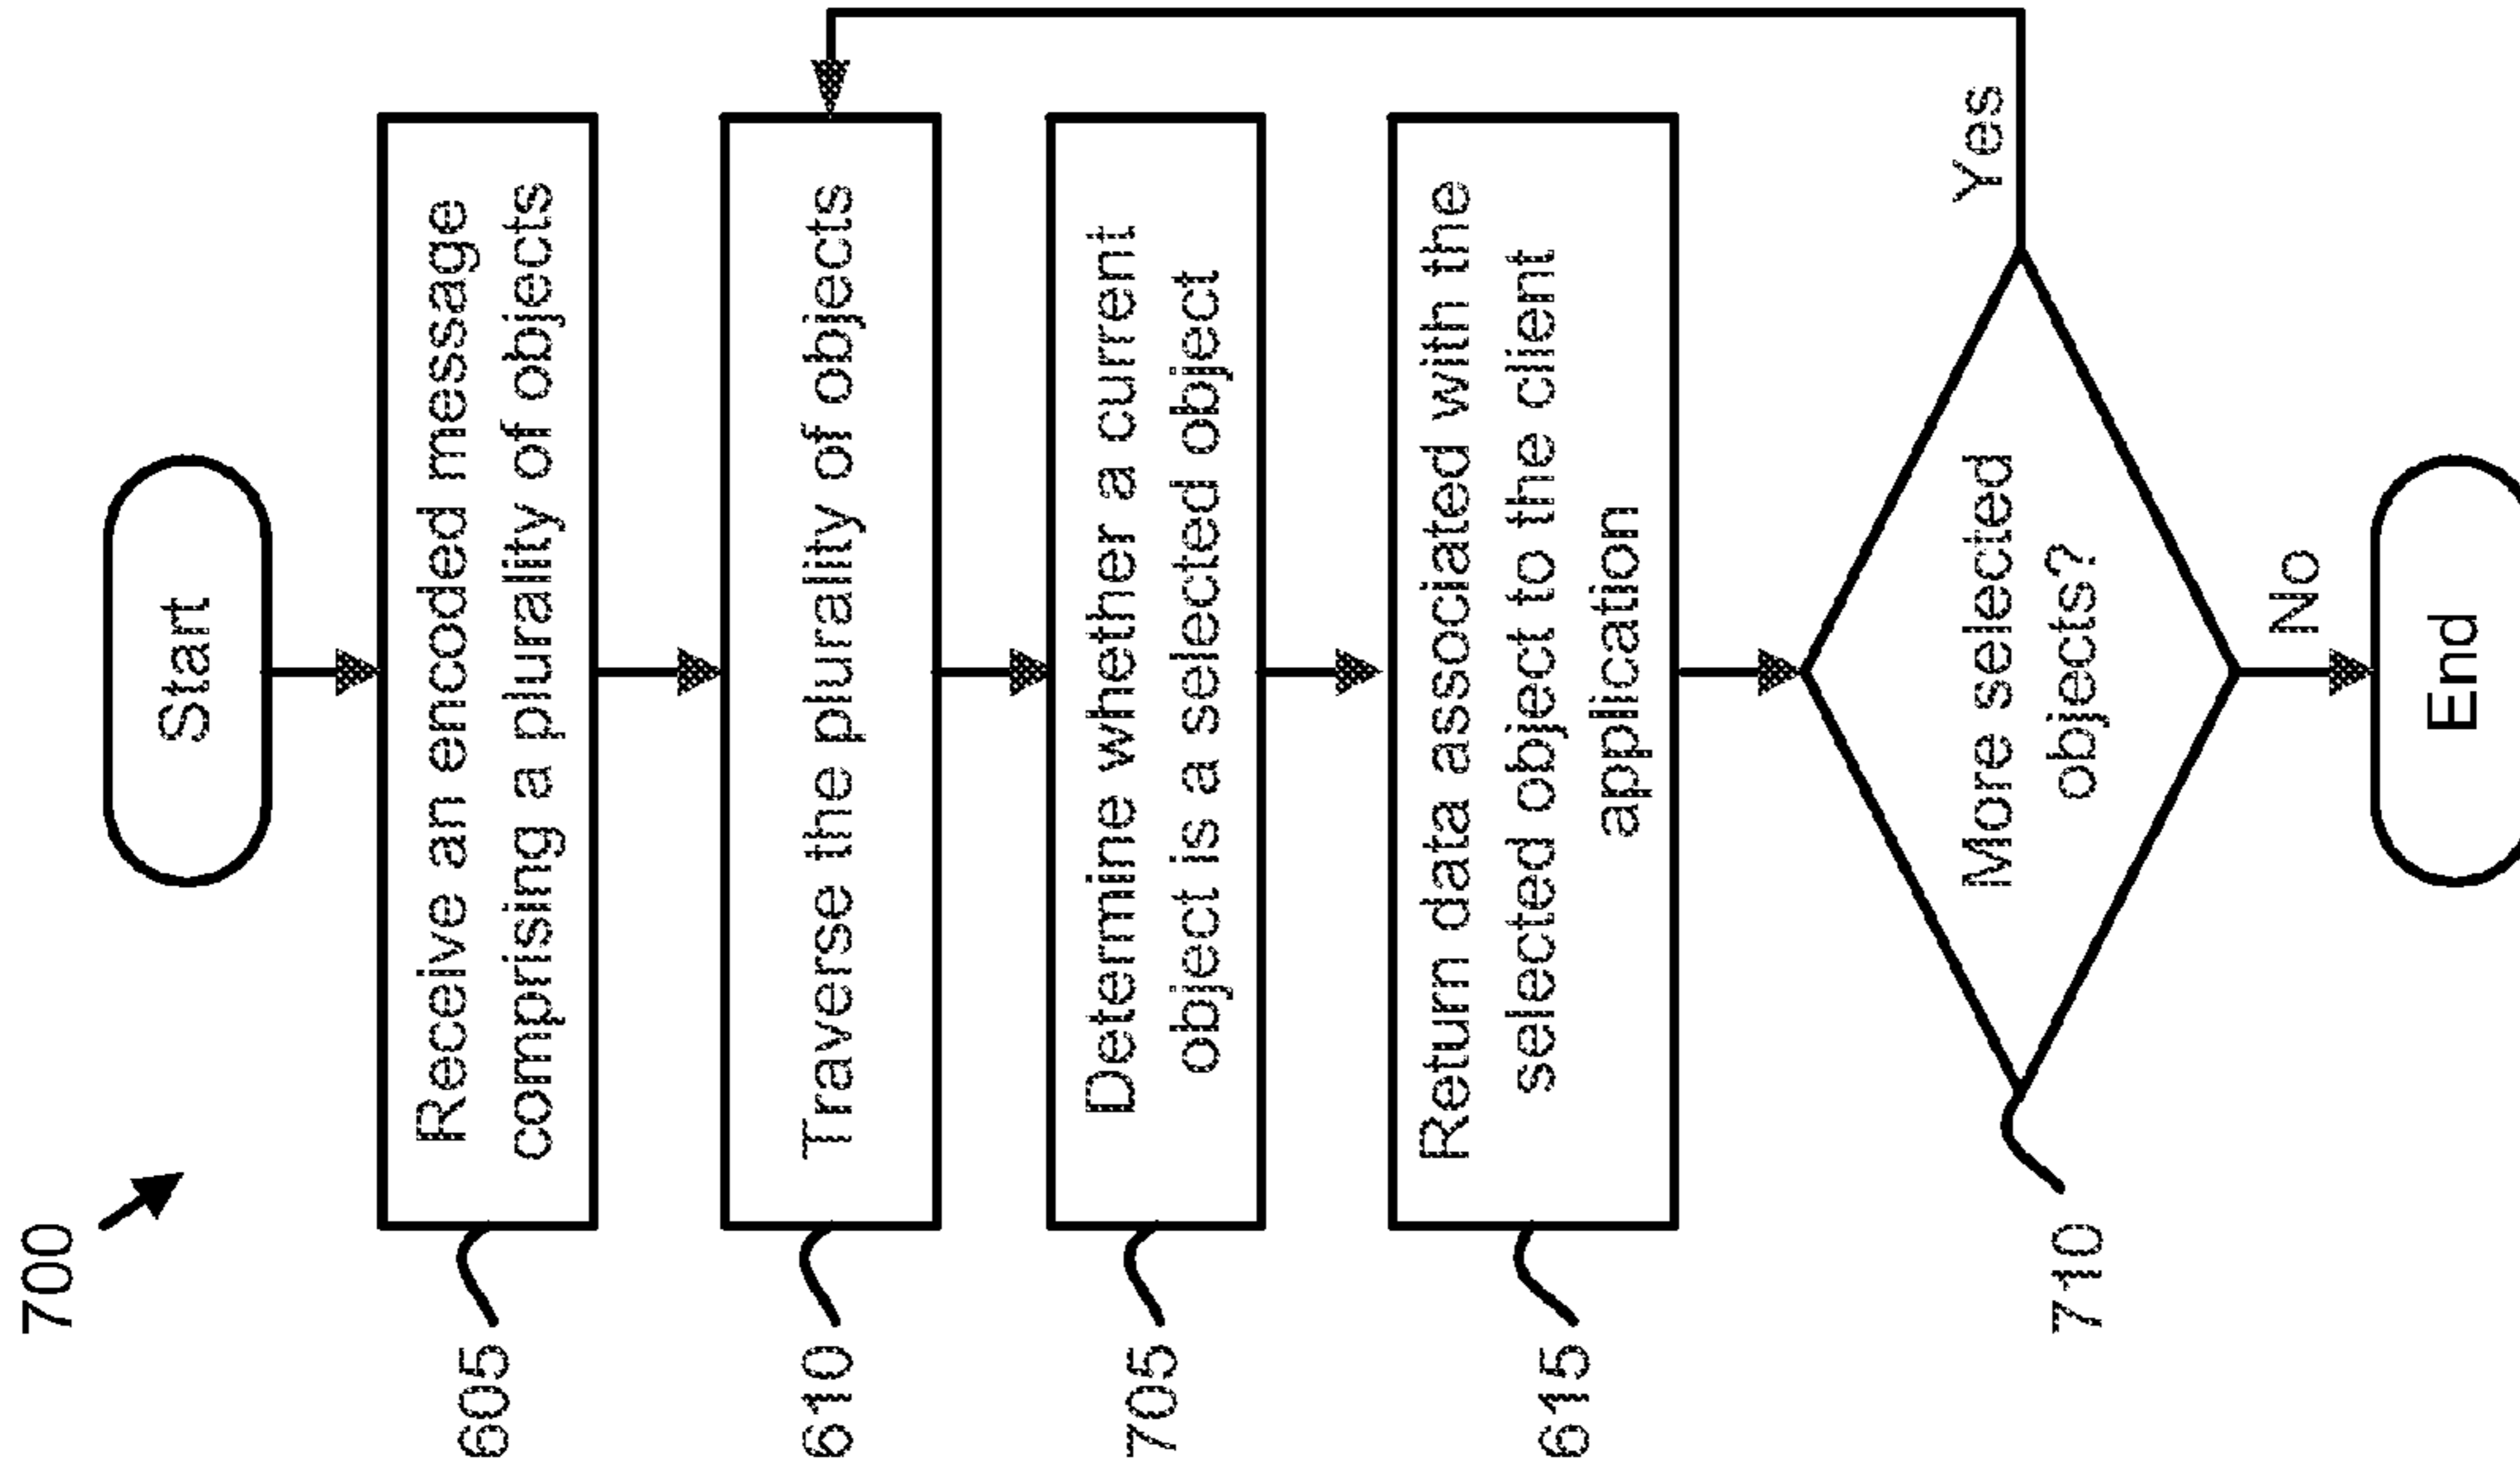 700
Start
605
Receive an encoded message
comprising a plurality of objects
610
Traverse the plurality of objects
705
Determine whether a current
object is a selected object
615
Return data associated with the
selected object to the client
application
710
More selected
objects?
Yes
No
End